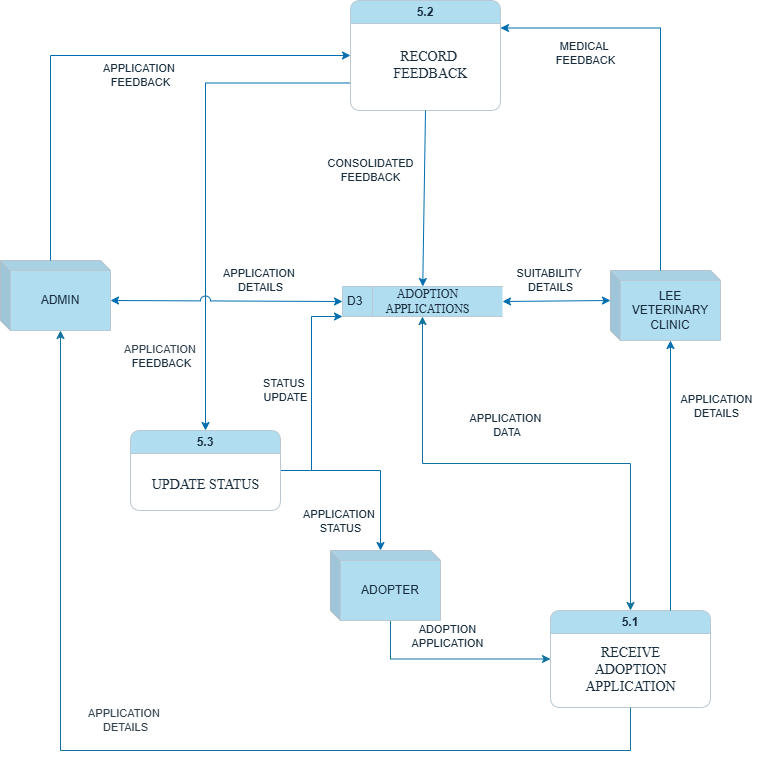 5.2
RECORD
FEEDBACK
MEDICAL
FEEDBACK
APPLICATION
FEEDBACK
CONSOLIDATED
FEEDBACK
APPLICATION
DETAILS
SUITABILITY
DETAILS
ADMIN
D3
ADOPTION
APPLICATIONS
LEE
VETERINARY
CLINIC
APPLICATION
FEEDBACK
STATUS
UPDATE
APPLICATION
DETAILS
APPLICATION
DATA
5.3
UPDATE STATUS
APPLICATION
STATUS
ADOPTER
ADOPTION
APPLICATION
5.1
RECEIVE
ADOPTION
APPLICATION
APPLICATION
DETAILS